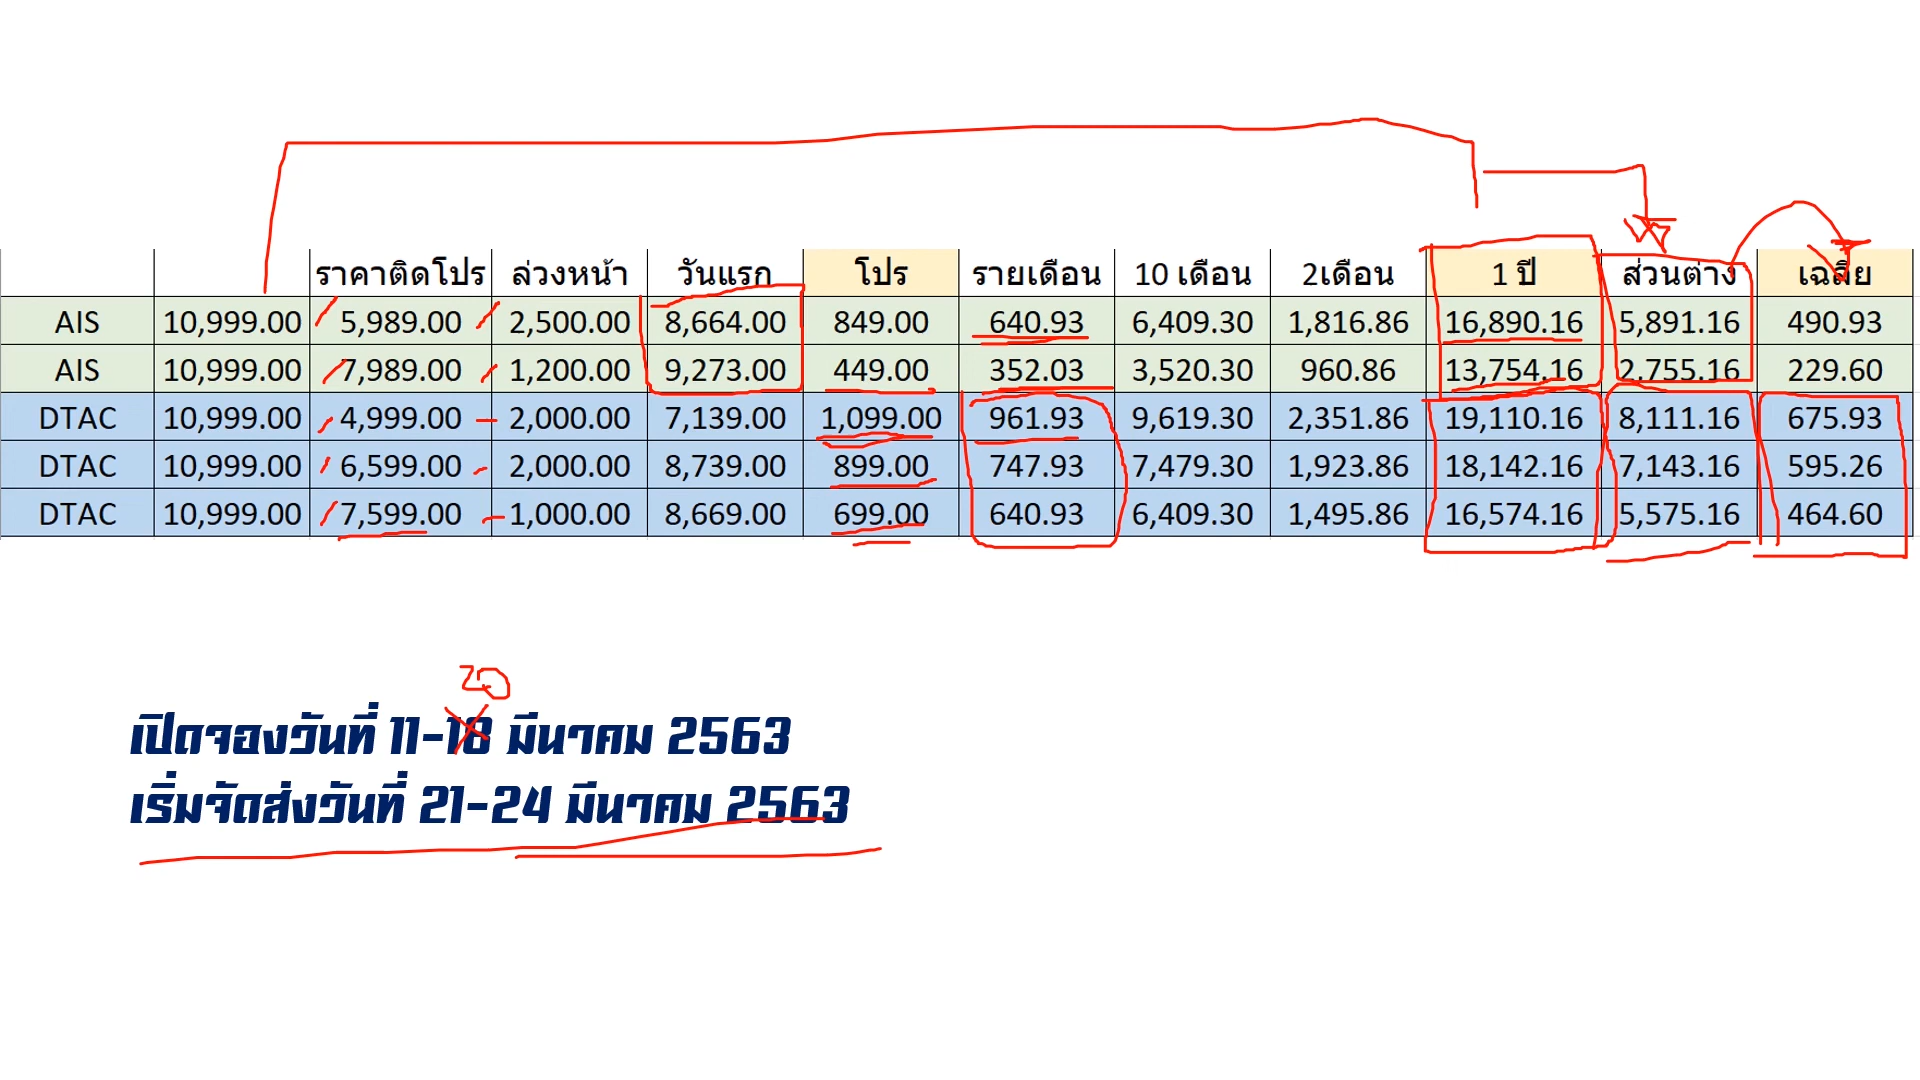 ราคาติดโปร ล่วงหน้า วันแรก โปร รายเดือน 10 เดือน 2เดือน 1 ปี ส่วนต่าง เฉลี่ย
AIS 10,999.00 5,989.00 2,500.00 8,664.00 849.00 640.93 6,409.30 1,816.86 16,890.16 5,891.16 490.93
AIS 10,999.00 7,989.00 1,200.00 9,273.00 449.00 352.03 3,520.30 960.86 13,754.16 2,755.16 229.60
DTAC 10,999.00 4,999.00 2,000.00 7,139.00 1,099.00 961.93 9,619.30 2,351.86 19,110.16 8,111.16 675.93
DTAC 10,999.00 6,599.00 2,000.00 8,739.00 899.00 747.93 7,479.30 1,923.86 18,142.16 7,143.16 595.26
DTAC 10,999.00 7,599.00 1,000.00 8,669.00 699.00 640.93 6,409.30 1,495.86 16,574.16 5,575.16 464.60
20
เปิดจองวันที่ 11-18 มีนาคม 2563
เริ่มจัดส่งวันที่ 21-24 มีนาคม 2563